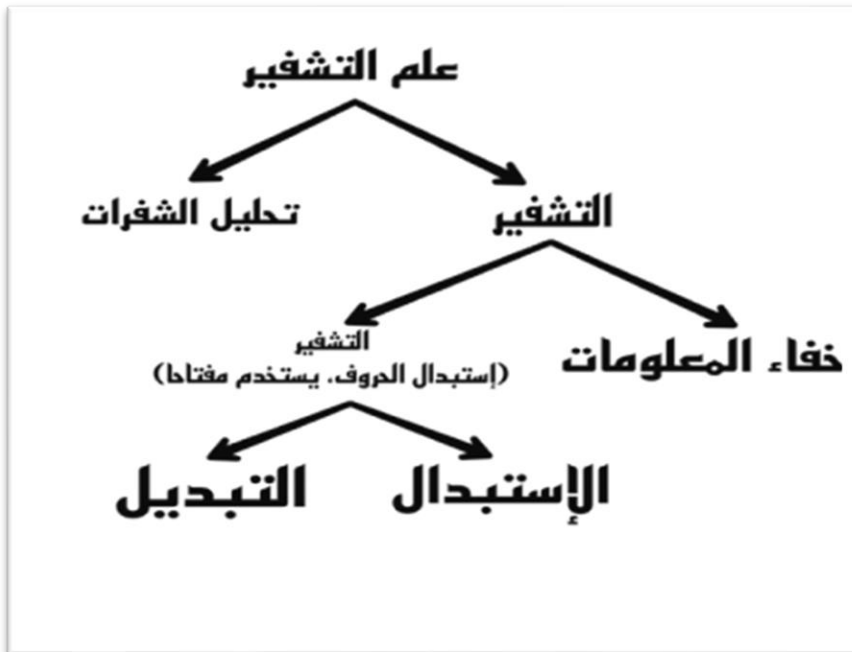 علم التشفير
التشفير
تحليل الشفرات
خفاء المعلومات
التشفير
(إستبدال الحروف، يستخدم مفتاحا)
الإستبدال
التبديل